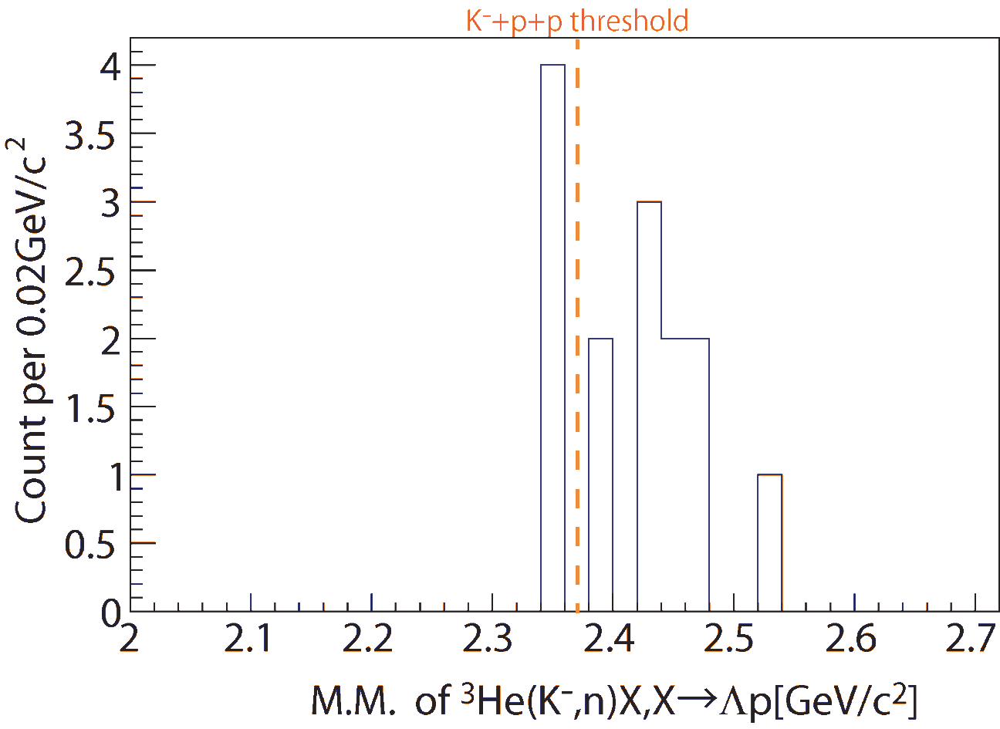 K⁻+p+p threshold
Count per 0.02GeV/c²
4
3.5
3
2.5
2
1.5
1
0.5
0
2 2.1 2.2 2.3 2.4 2.5 2.6 2.7
M.M. of ³He(K⁻,n)X,X→Λp[GeV/c²]